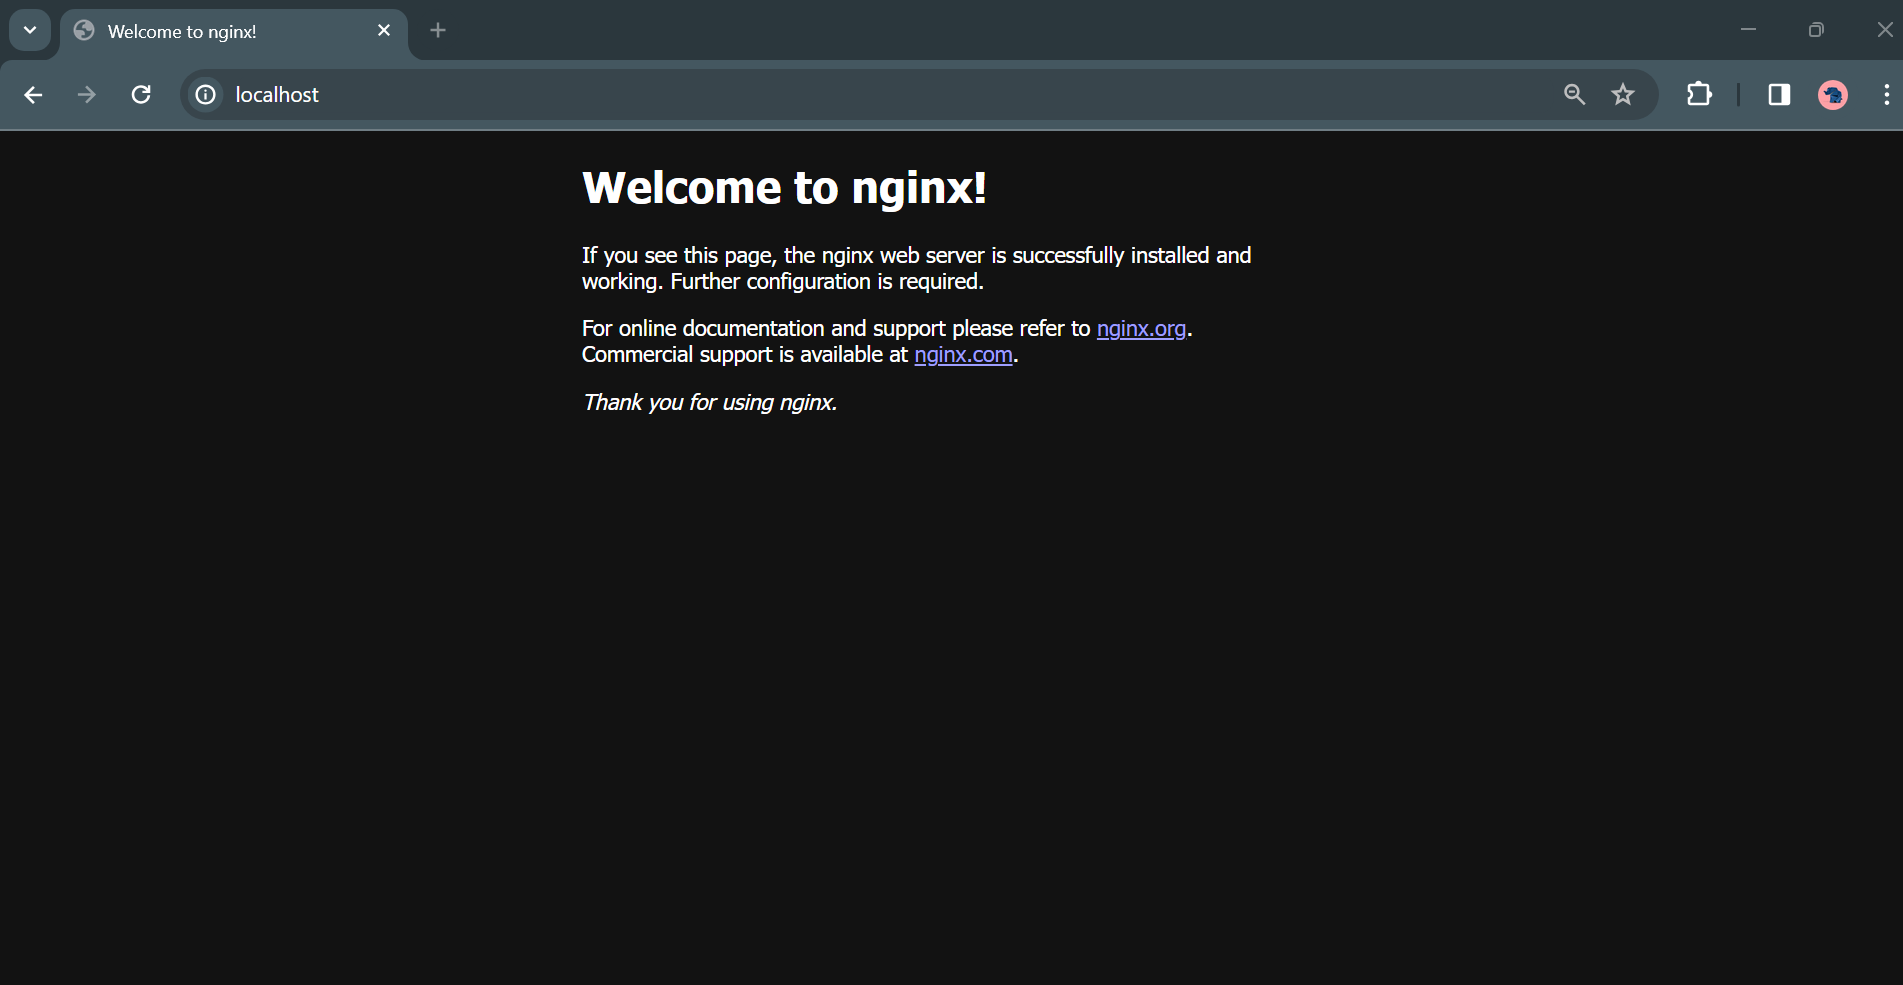 Welcome to nginx!
localhost
Welcome to nginx!
If you see this page, the nginx web server is successfully installed and
working. Further configuration is required.
For online documentation and support please refer to nginx.org.
Commercial support is available at nginx.com.
Thank you for using nginx.